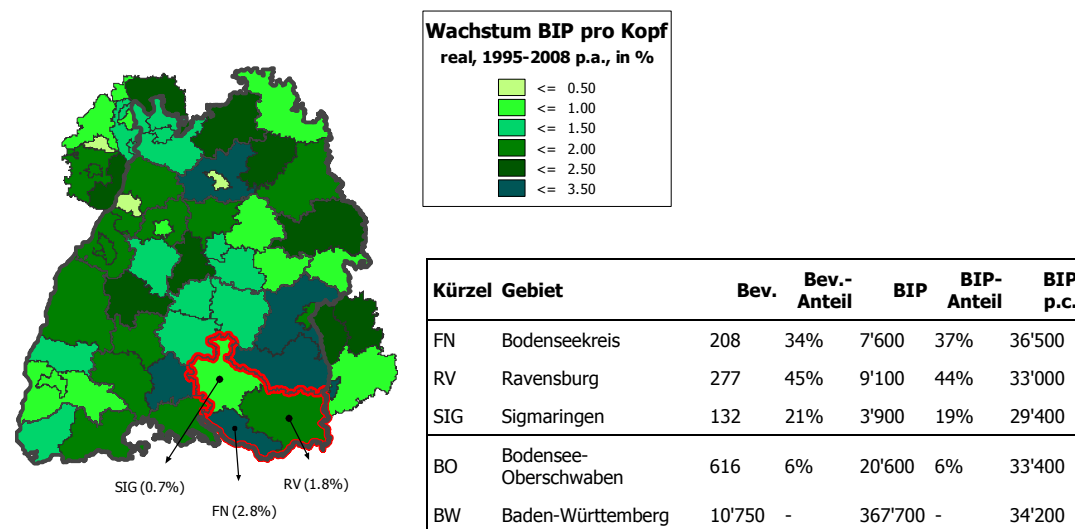 Wachstum BIP pro Kopf
real, 1995-2008 p.a., in %
<= 0.50
<= 1.00
<= 1.50
<= 2.00
<= 2.50
<= 3.50
SIG (0.7%)
FN (2.8%)
RV (1.8%)
Kürzel Gebiet Bev. Bev.-Anteil BIP BIP-Anteil BIP p.c.
FN Bodenseekreis 208 34% 7'600 37% 36'500
RV Ravensburg 277 45% 9'100 44% 33'000
SIG Sigmaringen 132 21% 3'900 19% 29'400
BO Bodensee-Oberschwaben 616 6% 20'600 6% 33'400
BW Baden-Württemberg 10'750 - 367'700 - 34'200